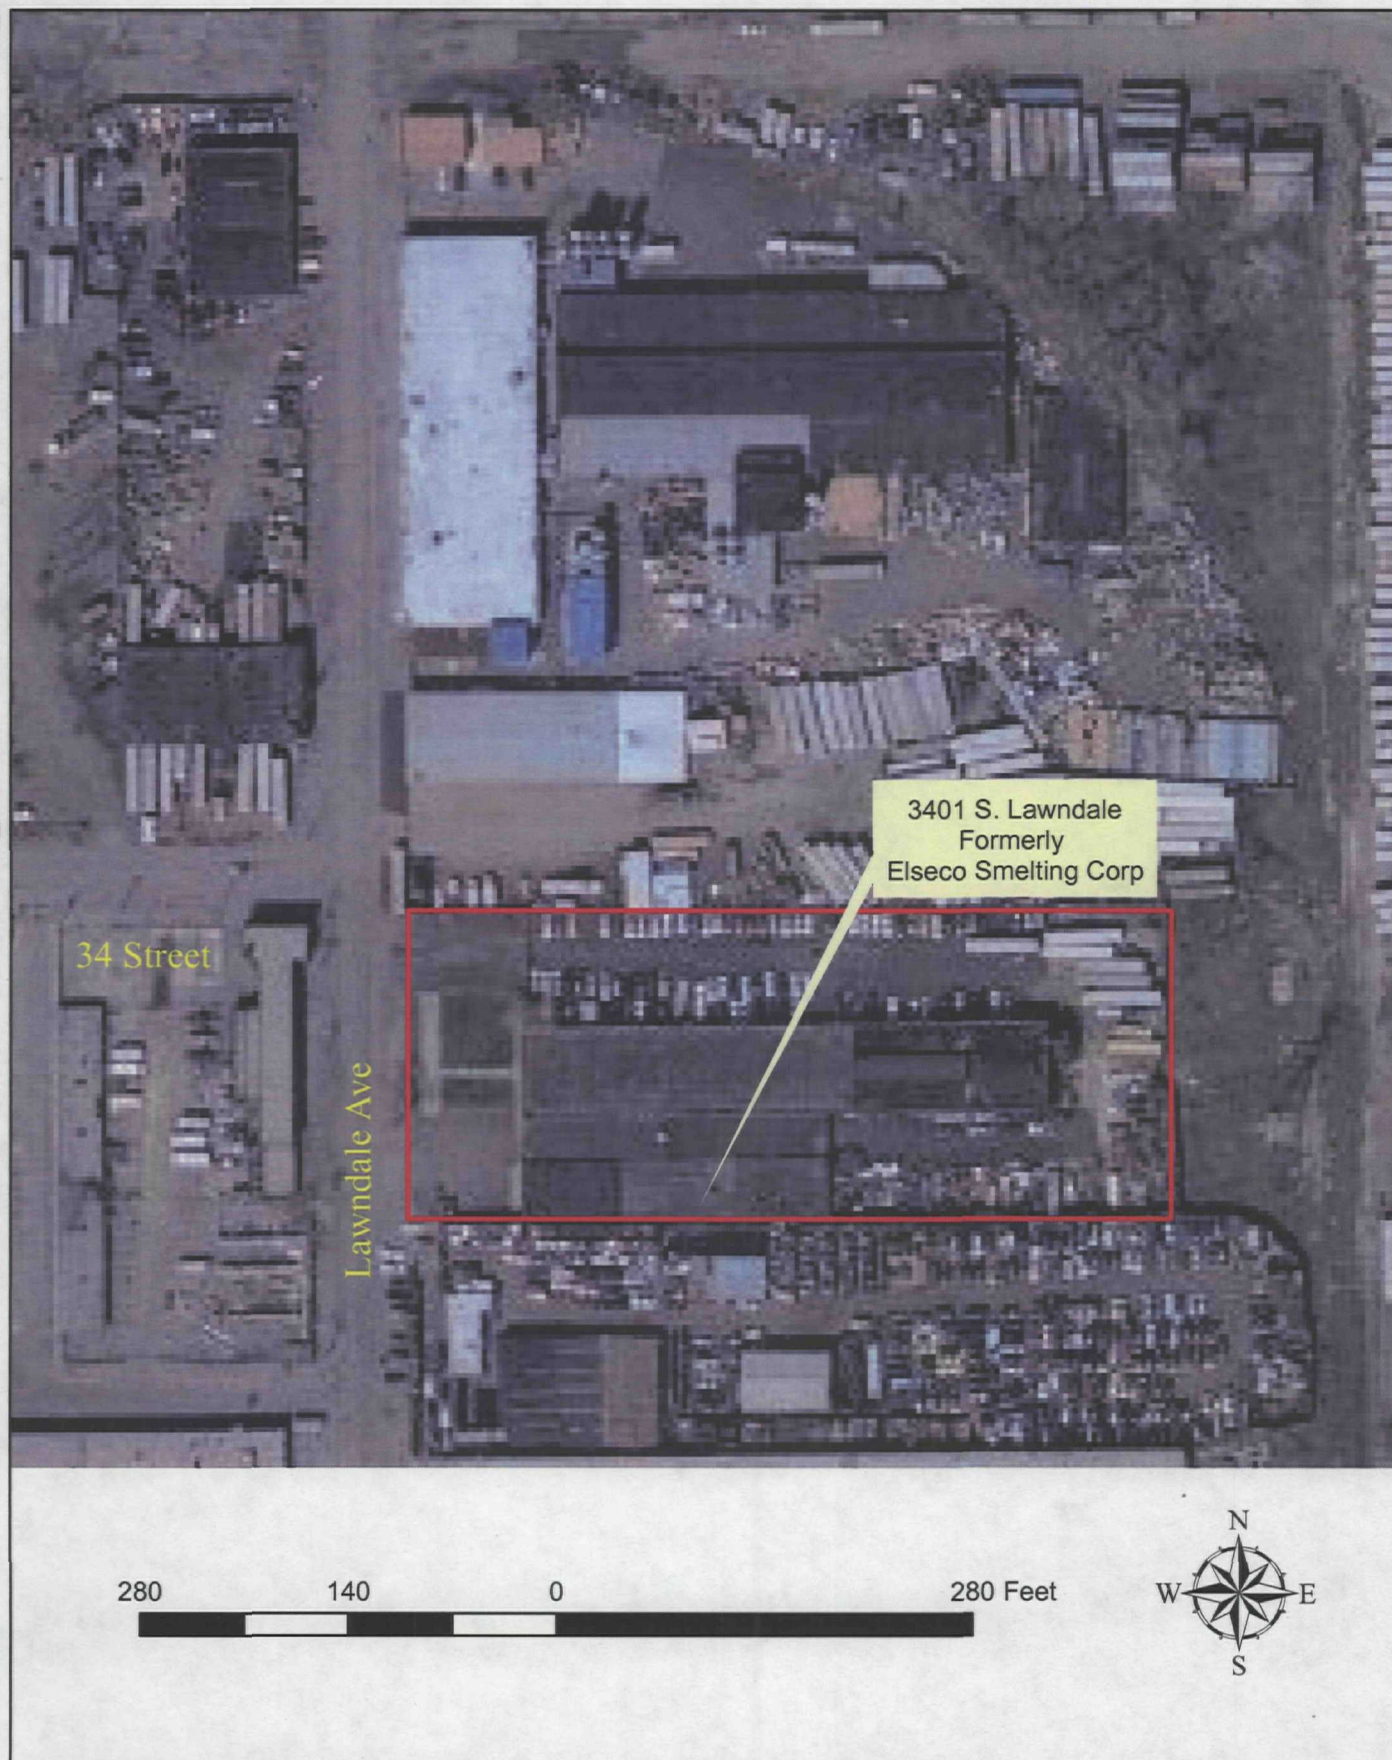 3401 S. Lawndale
Formerly
Elseco Smelting Corp
34 Street
Lawndale Ave
280 140 0 280 Feet
N
W E
S